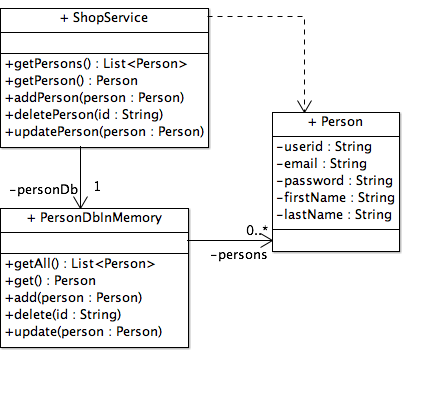 + ShopService
+getPersons() : List<Person>
+getPerson() : Person
+addPerson(person : Person)
+deletePerson(id : String)
+updatePerson(person : Person)
+ Person
-userid : String
-email : String
-password : String
-firstName : String
-lastName : String
-personDb
1
+ PersonDbInMemory
+getAll() : List<Person>
+get() : Person
+add(person : Person)
+delete(id : String)
+update(person : Person)
0..*
-persons